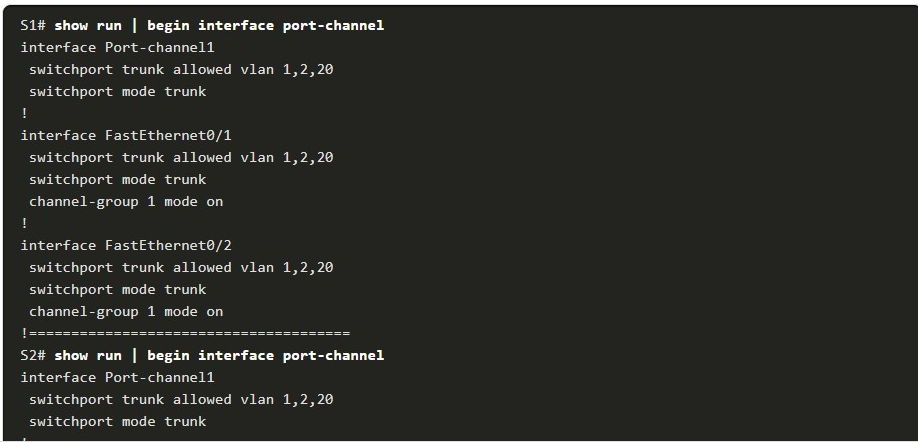 S1# show run | begin interface port-channel
interface Port-channel1
 switchport trunk allowed vlan 1,2,20
 switchport mode trunk
!
interface FastEthernet0/1
 switchport trunk allowed vlan 1,2,20
 switchport mode trunk
 channel-group 1 mode on
!
interface FastEthernet0/2
 switchport trunk allowed vlan 1,2,20
 switchport mode trunk
 channel-group 1 mode on
!======================================
S2# show run | begin interface port-channel
interface Port-channel1
 switchport trunk allowed vlan 1,2,20
 switchport mode trunk
!